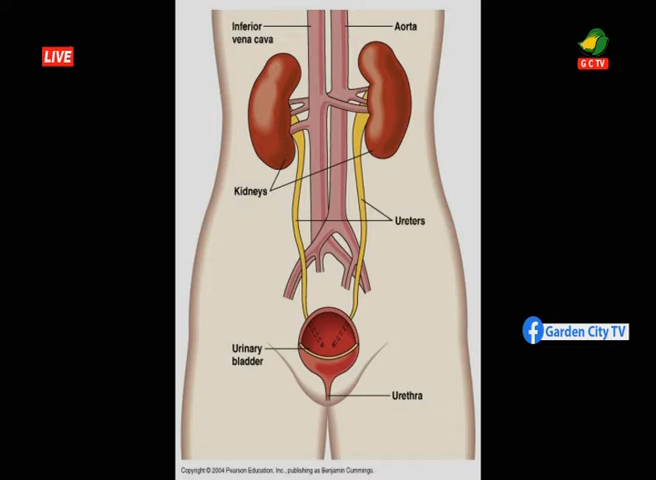 LIVE
G C TV
Inferior
vena cava
Aorta
Kidneys
Ureters
Garden City TV
Urinary
bladder
Urethra
Copyright © 2004 Pearson Education, Inc., publishing as Benjamin Cummings.